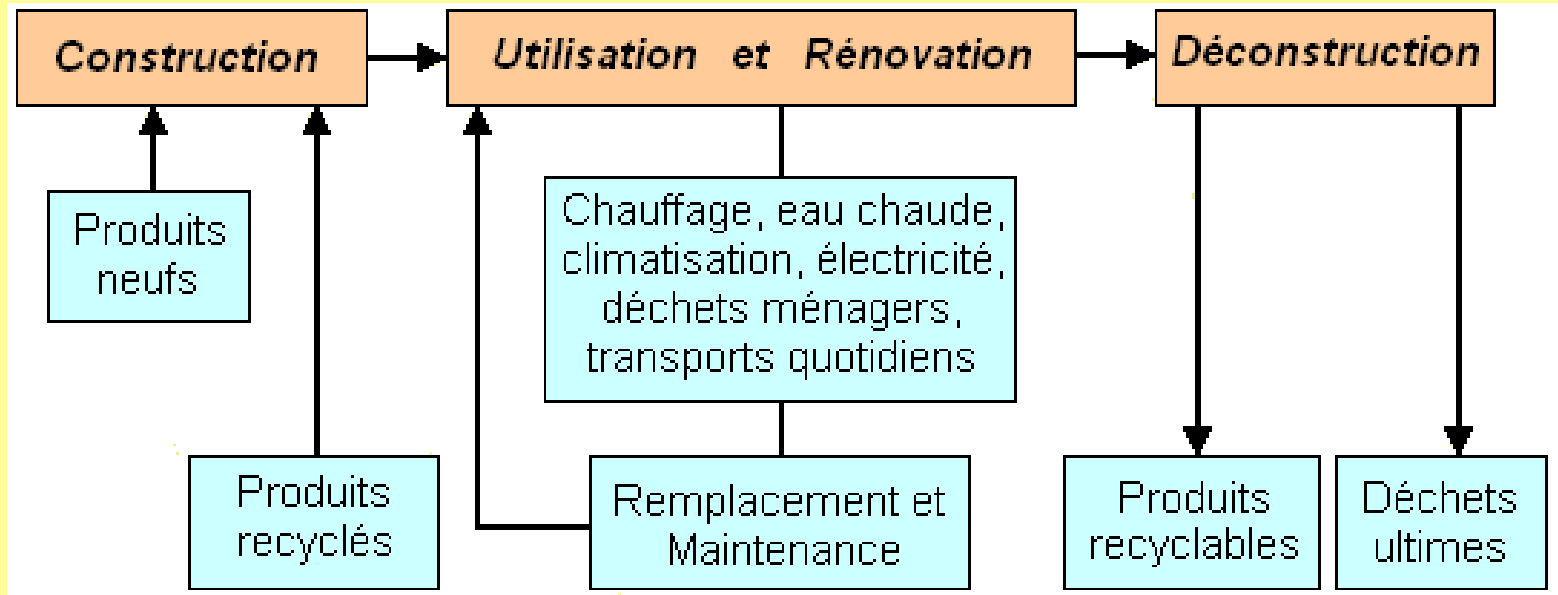 Construction
Utilisation et Rénovation
Déconstruction
Produits
neufs
Chauffage, eau chaude,
climatisation, électricité,
déchets ménagers,
transports quotidiens
Produits
recyclés
Remplacement et
Maintenance
Produits
recyclables
Déchets
ultimes